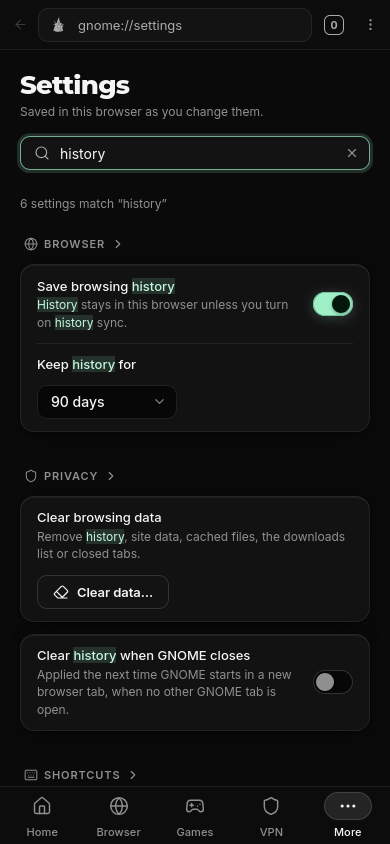 gnome://settings
0
Settings
Saved in this browser as you change them.
history
6 settings match “history”
BROWSER
Save browsing history
History stays in this browser unless you turn
on history sync.
Keep history for
90 days
PRIVACY
Clear browsing data
Remove history, site data, cached files, the downloads
list or closed tabs.
Clear data...
Clear history when GNOME closes
Applied the next time GNOME starts in a new
browser tab, when no other GNOME tab is
open.
SHORTCUTS
Home
Browser
Games
VPN
More